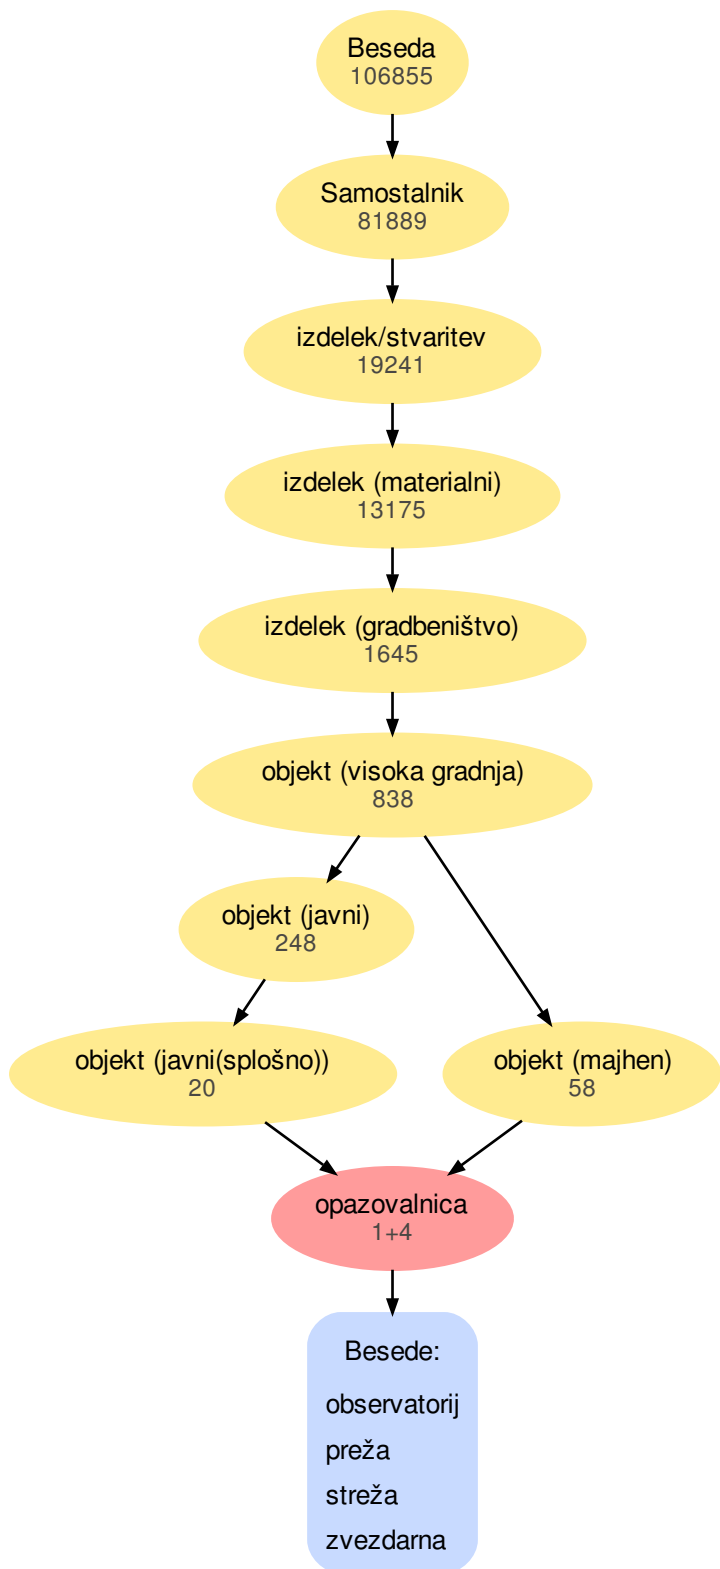 Beseda
106855
Samostalnik
81889
izdelek/stvaritev
19241
izdelek (materialni)
13175
izdelek (gradbeništvo)
1645
objekt (visoka gradnja)
838
objekt (javni)
248
objekt (javni(splošno))
20
objekt (majhen)
58
opazovalnica
1+4
Besede:
observatorij
preža
streža
zvezdarna